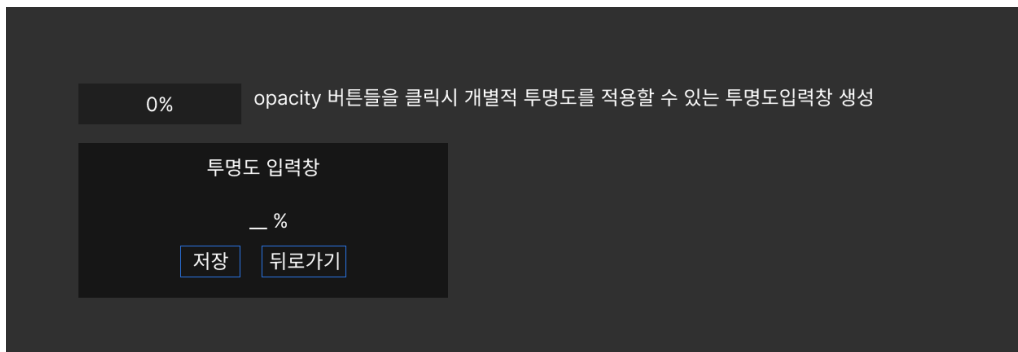 0%
opacity 버튼들을 클릭시 개별적 투명도를 적용할 수 있는 투명도입력창 생성
투명도 입력창
__ %
저장
뒤로가기